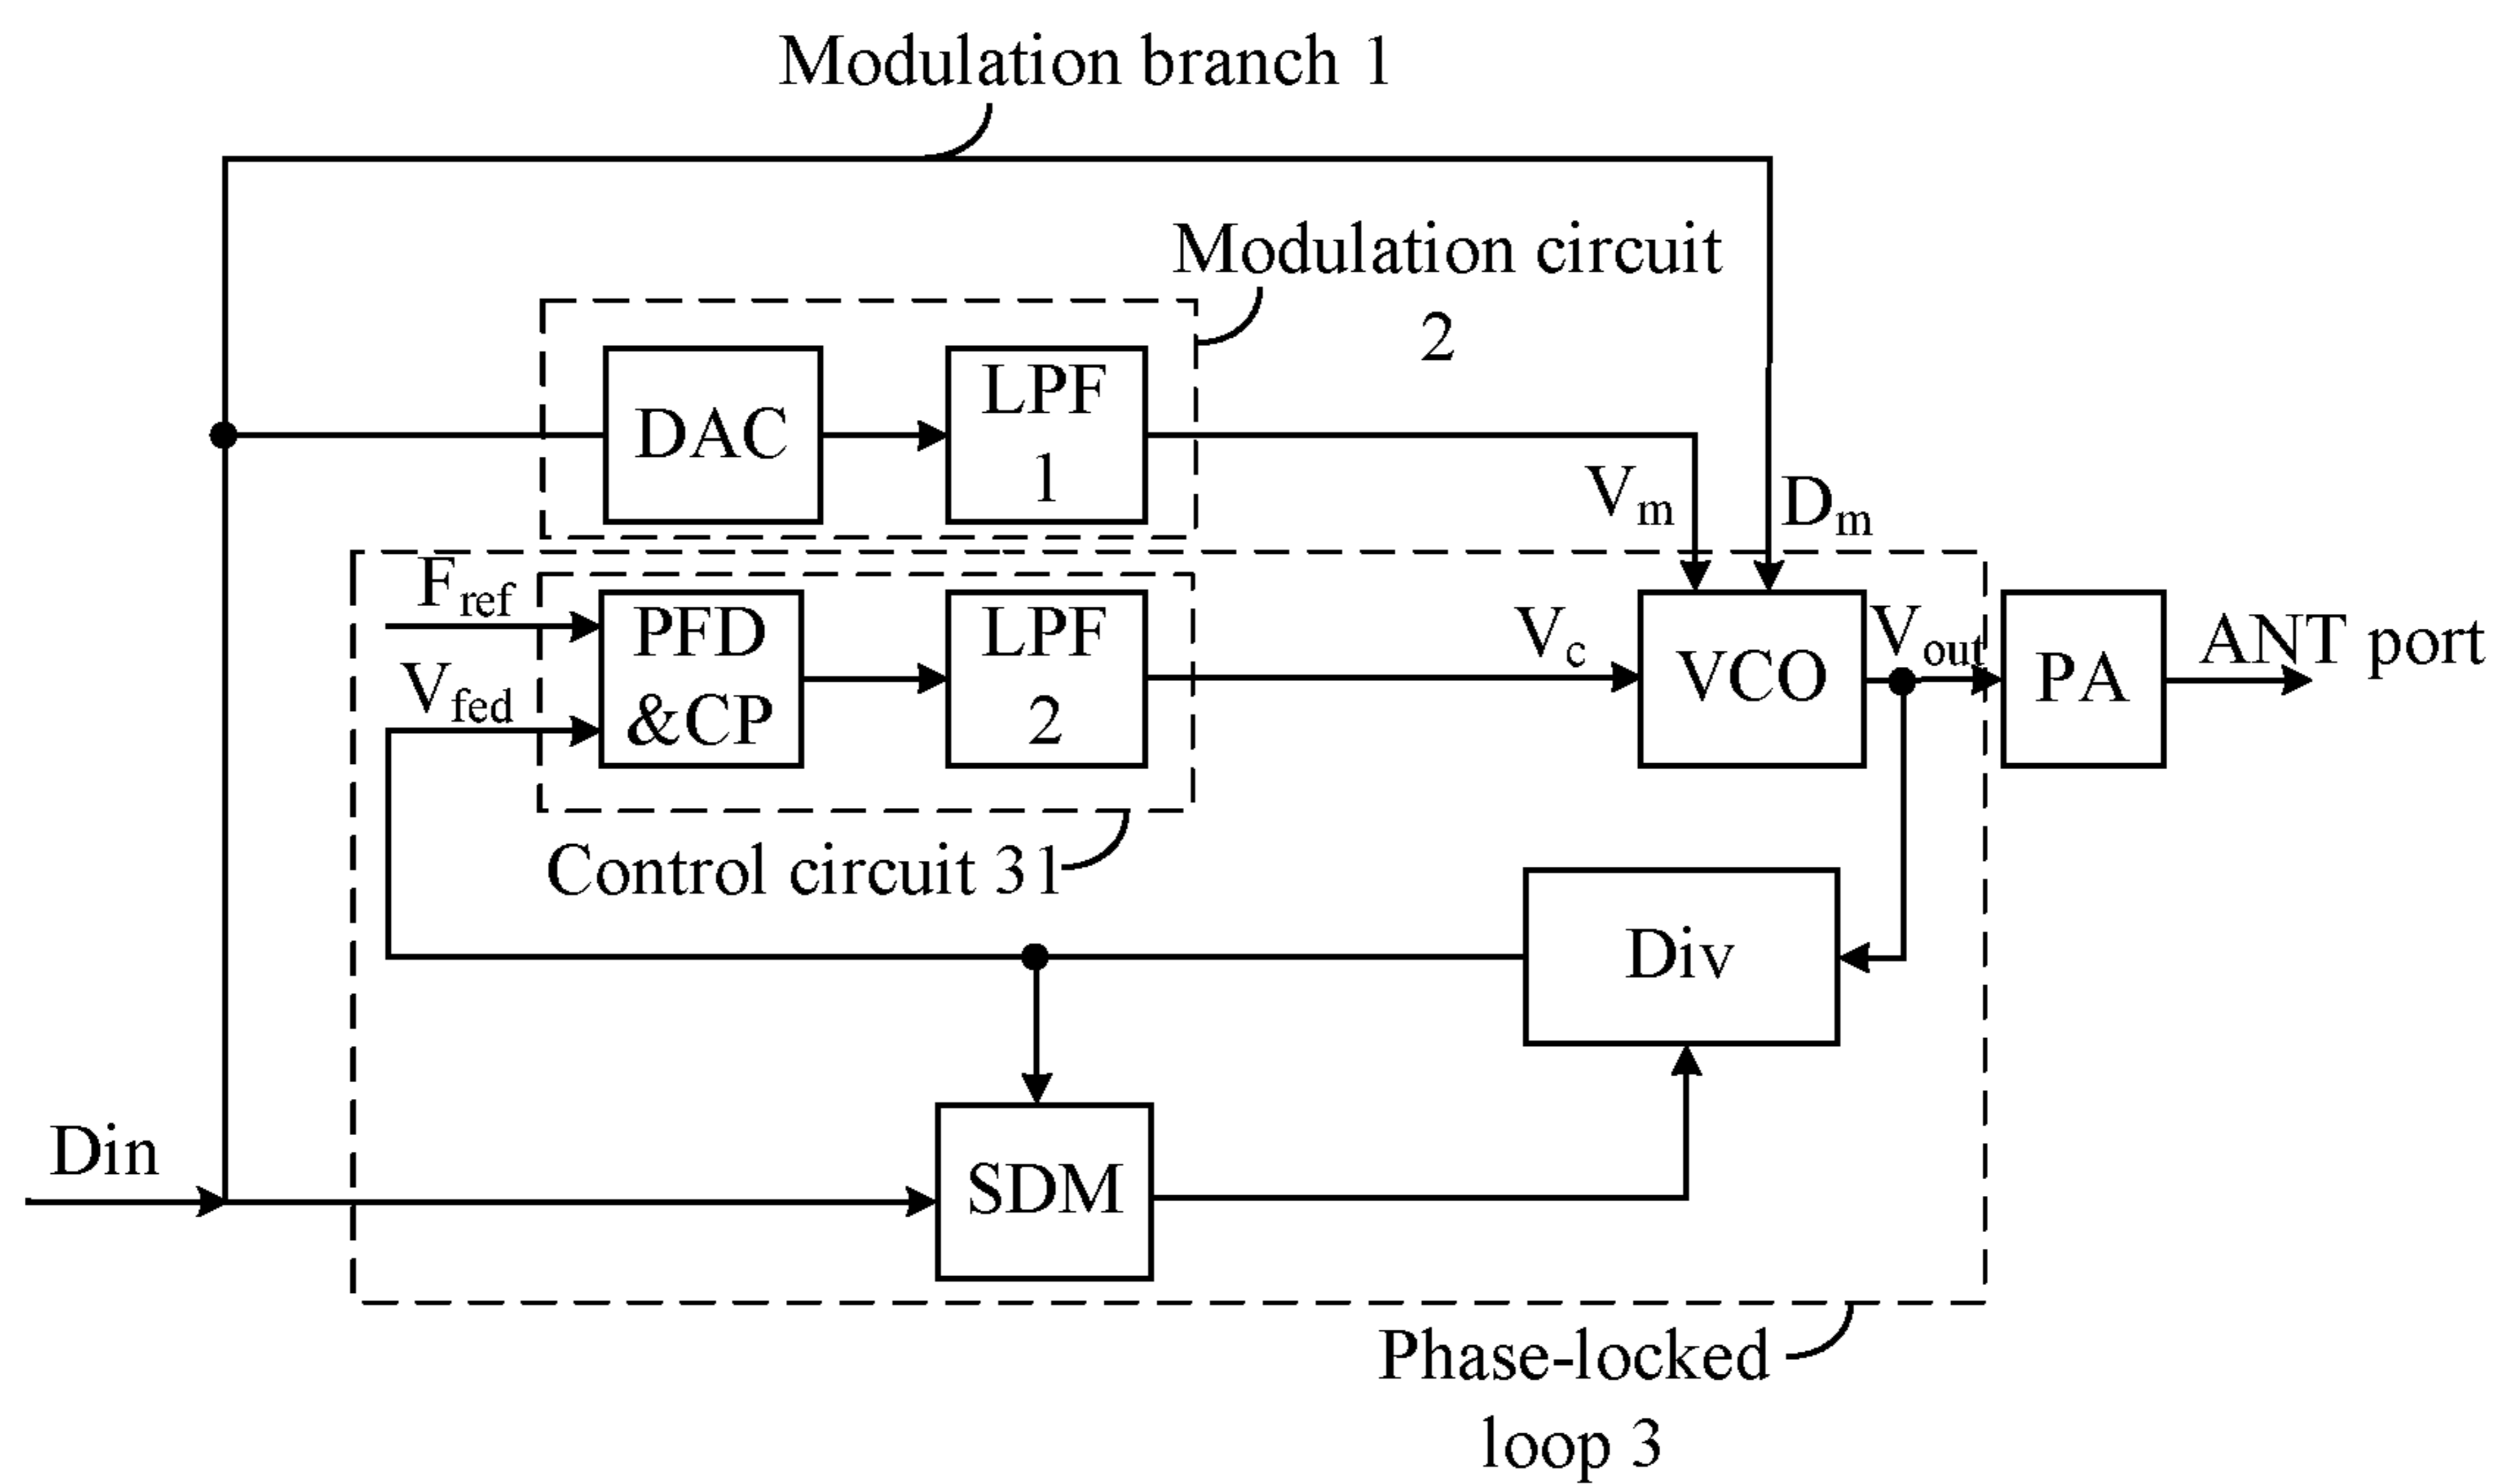 Modulation branch 1
Modulation circuit
2
DAC
LPF
1
Vm
Dm
Fref
Vfed
PFD
&CP
LPF
2
Vc
VCO
Vout
PA
ANT port
Control circuit 31
Div
Din
SDM
Phase-locked
loop 3